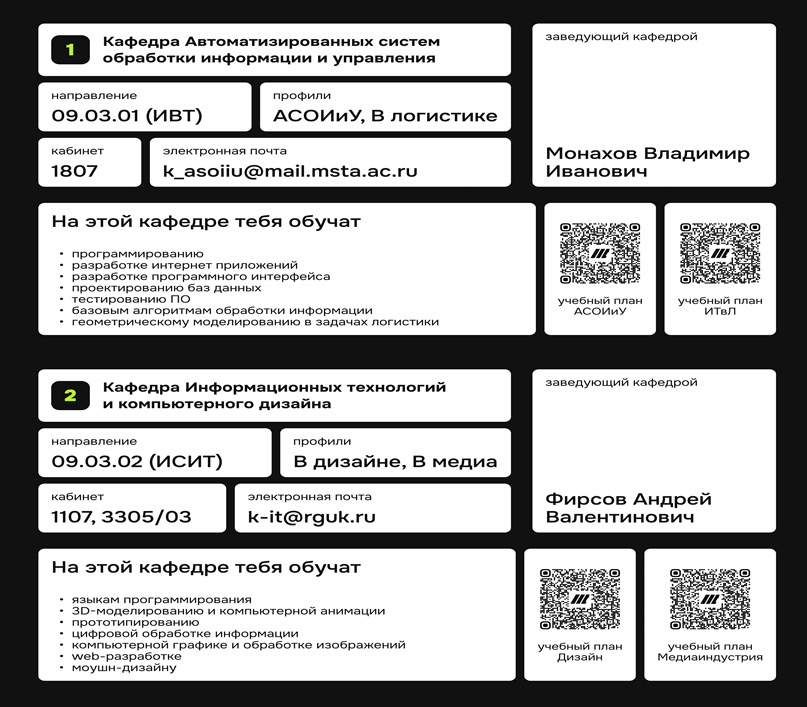 1
Кафедра Автоматизированных систем
обработки информации и управления
направление
09.03.01 (ИВТ)
профили
АСОИиУ, В логистике
кабинет
1807
электронная почта
k_asoiiu@mail.msta.ac.ru
заведующий кафедрой
Монахов Владимир
Иванович
На этой кафедре тебя обучат
• программированию
• разработке интернет приложений
• разработке программного интерфейса
• проектированию баз данных
• тестированию ПО
• базовым алгоритмам обработки информации
• геометрическому моделированию в задачах логистики
учебный план
АСОИиУ
учебный план
ИТвЛ
2
Кафедра Информационных технологий
и компьютерного дизайна
направление
09.03.02 (ИСИТ)
профили
В дизайне, В медиа
кабинет
1107, 3305/03
электронная почта
k-it@rguk.ru
заведующий кафедрой
Фирсов Андрей
Валентинович
На этой кафедре тебя обучат
• языкам программирования
• 3D-моделированию и компьютерной анимации
• прототипированию
• цифровой обработке информации
• компьютерной графике и обработке изображений
• web-разработке
• моушн-дизайну
учебный план
Дизайн
учебный план
Медиаиндустрия